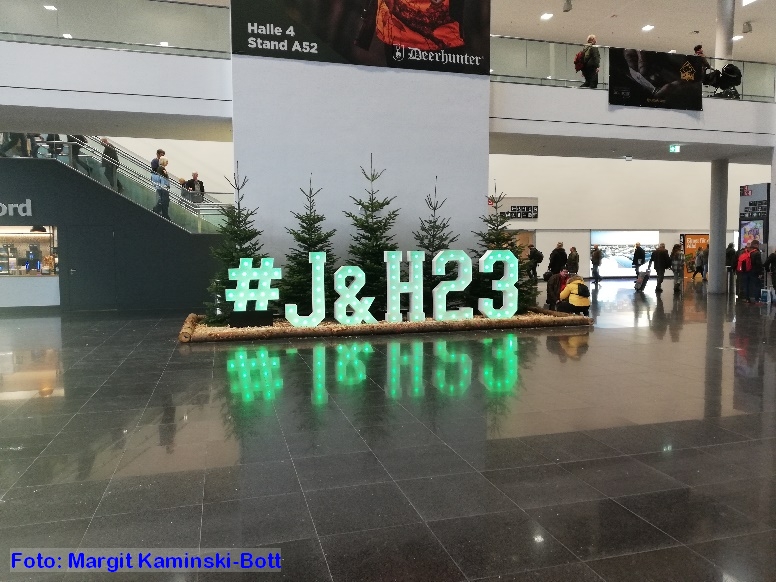 Halle 4
Stand A52
Deerhunter
ord
#J&H23
Foto: Margit Kaminski-Bott